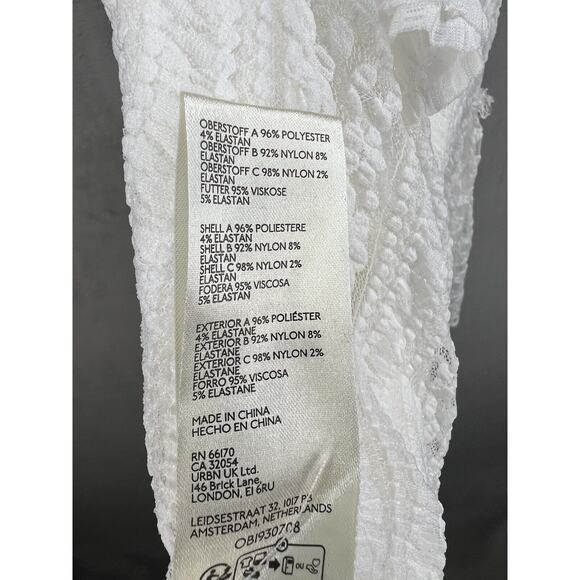 OBERSTOFF A 96% POLYESTER
4% ELASTAN
OBERSTOFF B 92% NYLON 8%
ELASTAN
OBERSTOFF C 98% NYLON 2%
ELASTAN
FUTTER 95% VISKOSE
5% ELASTAN
SHELL A 96% POLIESTERE
4% ELASTAN
SHELL B 92% NYLON 8%
ELASTAN
SHELL C 98% NYLON 2%
ELASTAN
FODERA 95% VISCOSA
5% ELASTAN
EXTERIOR A 96% POLIÉSTER
4% ELASTANE
EXTERIOR B 92% NYLON 8%
ELASTANE
EXTERIOR C 98% NYLON 2%
ELASTANE
FORRO 95% VISCOSA
5% ELASTANE
MADE IN CHINA
HECHO EN CHINA
RN 66170
CA 32054
URBN UK Ltd.
146 Brick Lane,
LONDON, E1 6RU
LEIDSESTRAAT 32, 1017 PB
AMSTERDAM, NETHERLANDS
OB1930708
OU